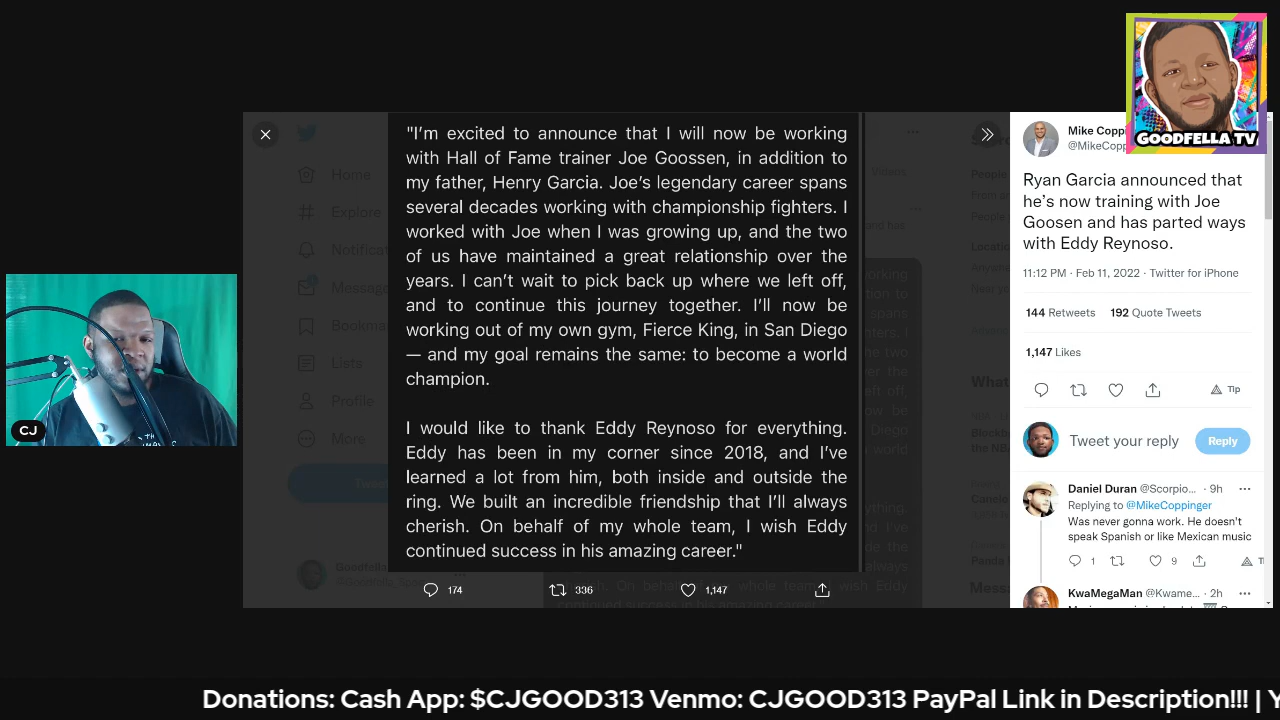 GOODFELLA TV
"I'm excited to announce that I will now be working
with Hall of Fame trainer Joe Goossen, in addition to
my father, Henry Garcia. Joe's legendary career spans
several decades working with championship fighters. I
worked with Joe when I was growing up, and the two
of us have maintained a great relationship over the
years. I can't wait to pick back up where we left off,
and to continue this journey together. I'll now be
working out of my own gym, Fierce King, in San Diego
— and my goal remains the same: to become a world
champion.
I would like to thank Eddy Reynoso for everything.
Eddy has been in my corner since 2018, and I've
learned a lot from him, both inside and outside the
ring. We built an incredible friendship that I'll always
cherish. On behalf of my whole team, I wish Eddy
continued success in his amazing career."
174
336
1,147
Home
Explore
Lists
Profile
More
Mike
@MikeCopp
Ryan Garcia announced that
he's now training with Joe
Goosen and has parted ways
with Eddy Reynoso.
11:12 PM · Feb 11, 2022 · Twitter for iPhone
144 Retweets 192 Quote Tweets
1,147 Likes
Tip
Tweet your reply
Reply
Daniel Duran @Scorpio... · 9h
Replying to @MikeCoppinger
Was never gonna work. He doesn't
speak Spanish or like Mexican music
1
9
KwaMegaMan @Kwame... · 2h
CJ
Donations: Cash App: $CJGOOD313 Venmo: CJGOOD313 PayPal Link in Description!!! |